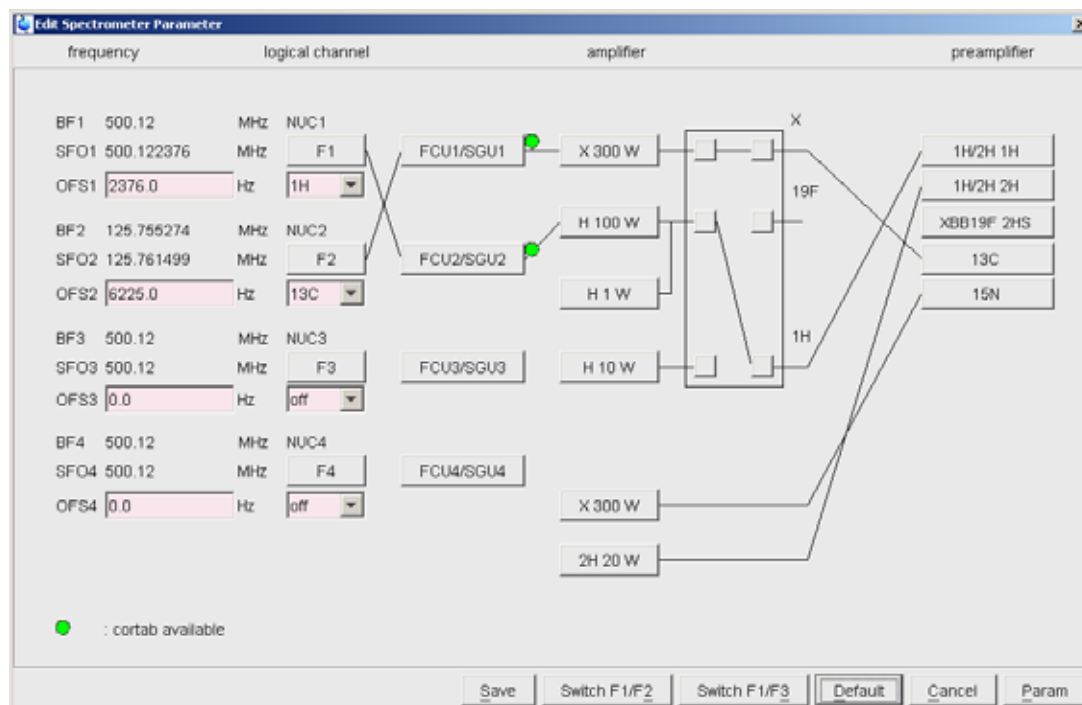 Edit Spectrometer Parameter
frequency logical channel amplifier preamplifier
BF1 500.12 MHz NUC1 X
SFO1 500.122376 MHz F1 FCU1/SGU1 X 300 W 1H/2H 1H
OFS1 2376.0 Hz 1H 19F 1H/2H 2H
BF2 125.755274 MHz NUC2 H 100 W XBB19F 2HS
SFO2 125.761499 MHz F2 FCU2/SGU2 13C
OFS2 6225.0 Hz 13C H 1 W 15N
BF3 500.12 MHz NUC3 1H
SFO3 500.12 MHz F3 FCU3/SGU3 H 10 W
OFS3 0.0 Hz off
BF4 500.12 MHz NUC4
SFO4 500.12 MHz F4 FCU4/SGU4
OFS4 0.0 Hz off X 300 W
2H 20 W
: cortab available
Save Switch F1/F2 Switch F1/F3 Default Cancel Param